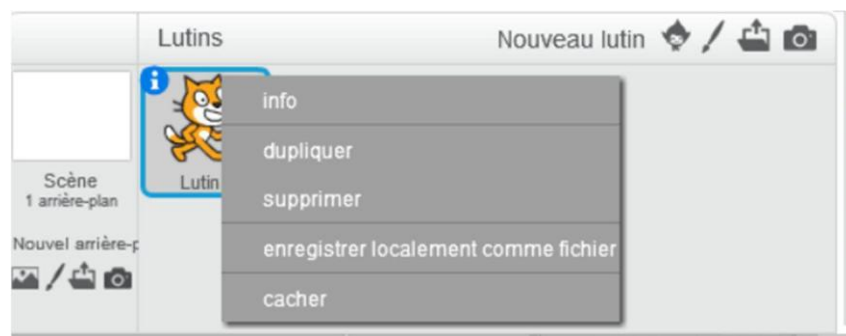 Lutins
Nouveau lutin
Scène
1 arrière-plan
Nouvel arrière-p
Lutin
info
dupliquer
supprimer
enregistrer localement comme fichier
cacher